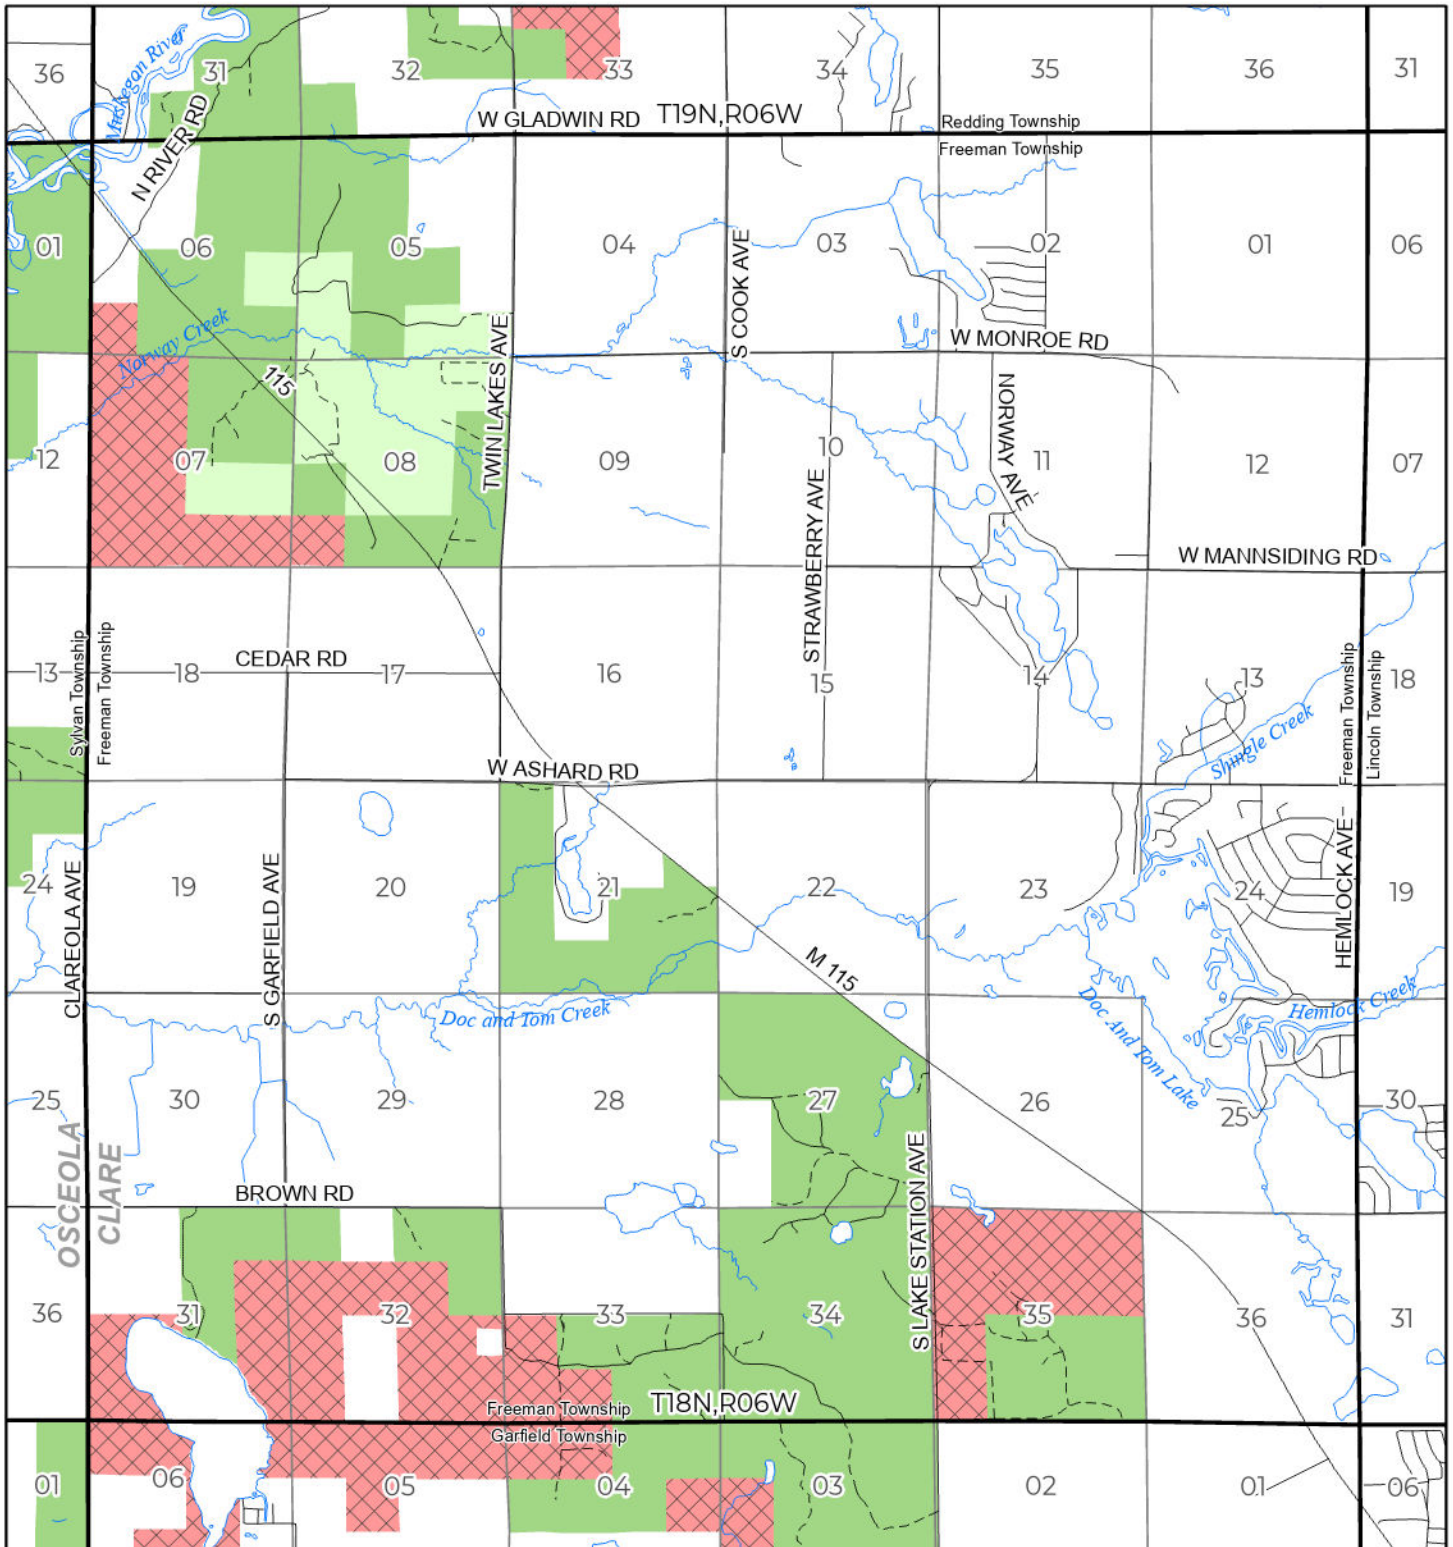 Muskegon River
36
31
32
33
34
35
36
31
N RIVER RD
W GLADWIN RD
T19N,R06W
Redding Township
Freeman Township
01
06
05
04
03
02
01
06
S COOK AVE
Norway Creek
115
TWIN LAKES AVE
W MONROE RD
NORWAY AVE
12
07
08
09
10
11
12
07
STRAWBERRY AVE
W MANNSIDING RD
Sylvan Township
Freeman Township
CEDAR RD
13
18
17
16
15
14
13
18
Freeman Township
Lincoln Township
Shingle Creek
W ASHARD RD
CLAREOLA AVE
S GARFIELD AVE
HEMLOCK AVE
24
19
20
21
22
23
24
19
M 115
Doc and Tom Creek
Doc And Tom Lake
Hemlock Creek
25
30
29
28
27
26
25
30
OSCEOLA
CLARE
BROWN RD
S LAKE STATION AVE
36
31
32
33
34
35
36
31
Freeman Township
Garfield Township
T18N,R06W
01
06
05
04
03
02
01
06